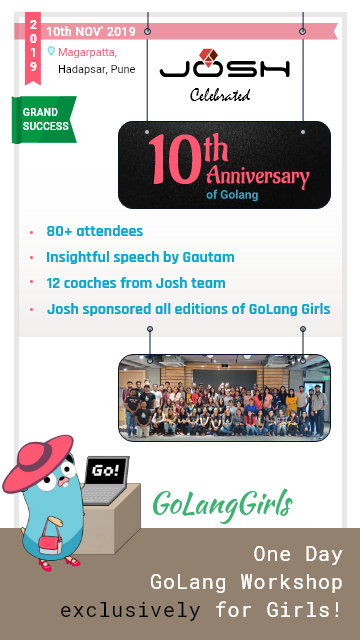 2019
10th NOV' 2019
Magarpatta,
Hadapsar, Pune
JOSH
Celebrated
GRAND
SUCCESS
10th
Anniversary
of Golang
80+ attendees
Insightful speech by Gautam
12 coaches from Josh team
Josh sponsored all editions of GoLang Girls
Go!
GoLangGirls
One Day
GoLang Workshop
exclusively for Girls!